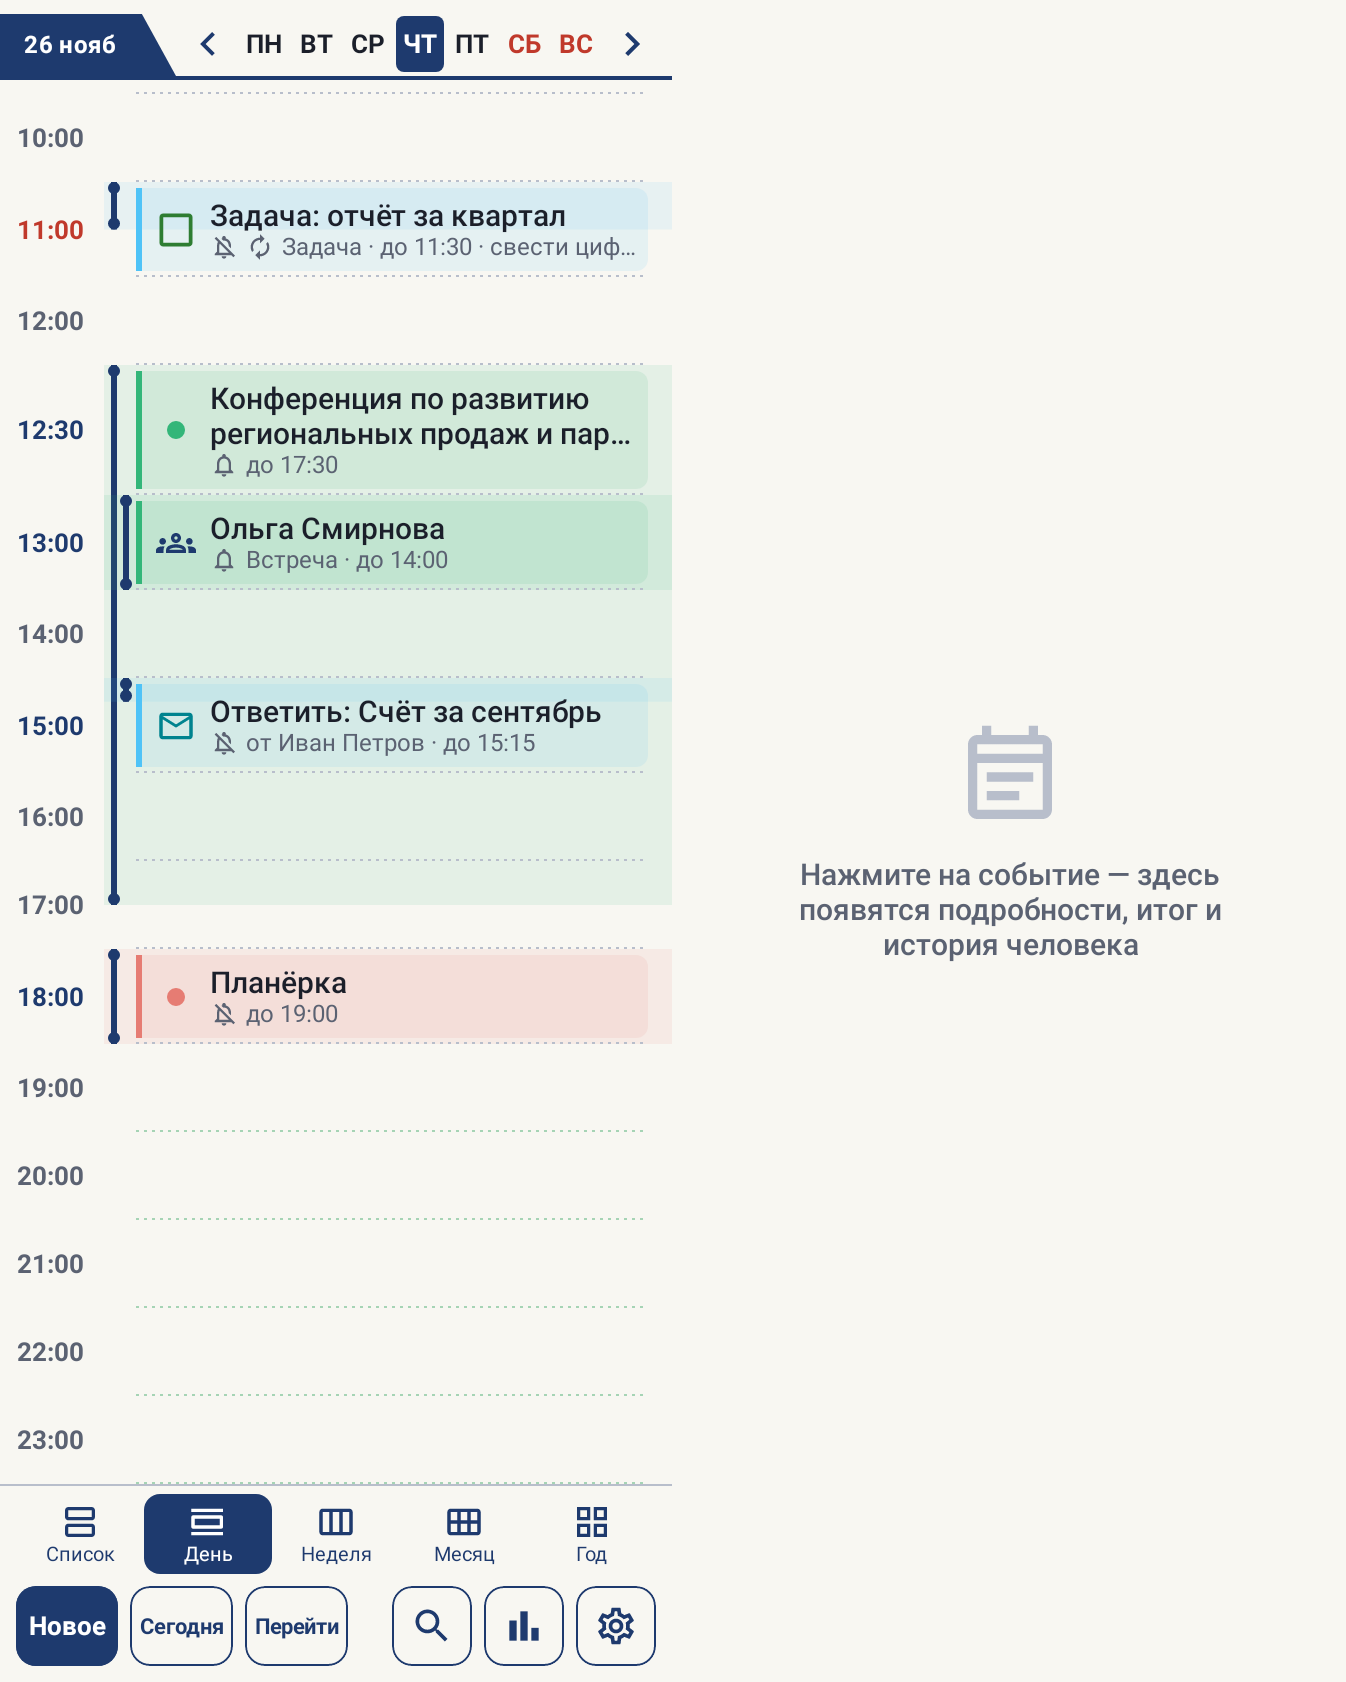 26 нояб
ПН ВТ СР ЧТ ПТ СБ ВС
10:00
11:00
Задача: отчёт за квартал
Задача · до 11:30 · свести циф...
12:00
12:30
Конференция по развитию
региональных продаж и пар...
до 17:30
13:00
Ольга Смирнова
Встреча · до 14:00
14:00
15:00
Ответить: Счёт за сентябрь
от Иван Петров · до 15:15
16:00
17:00
18:00
Планёрка
до 19:00
19:00
20:00
21:00
22:00
23:00
Нажмите на событие — здесь
появятся подробности, итог и
история человека
Список День Неделя Месяц Год
Новое Сегодня Перейти